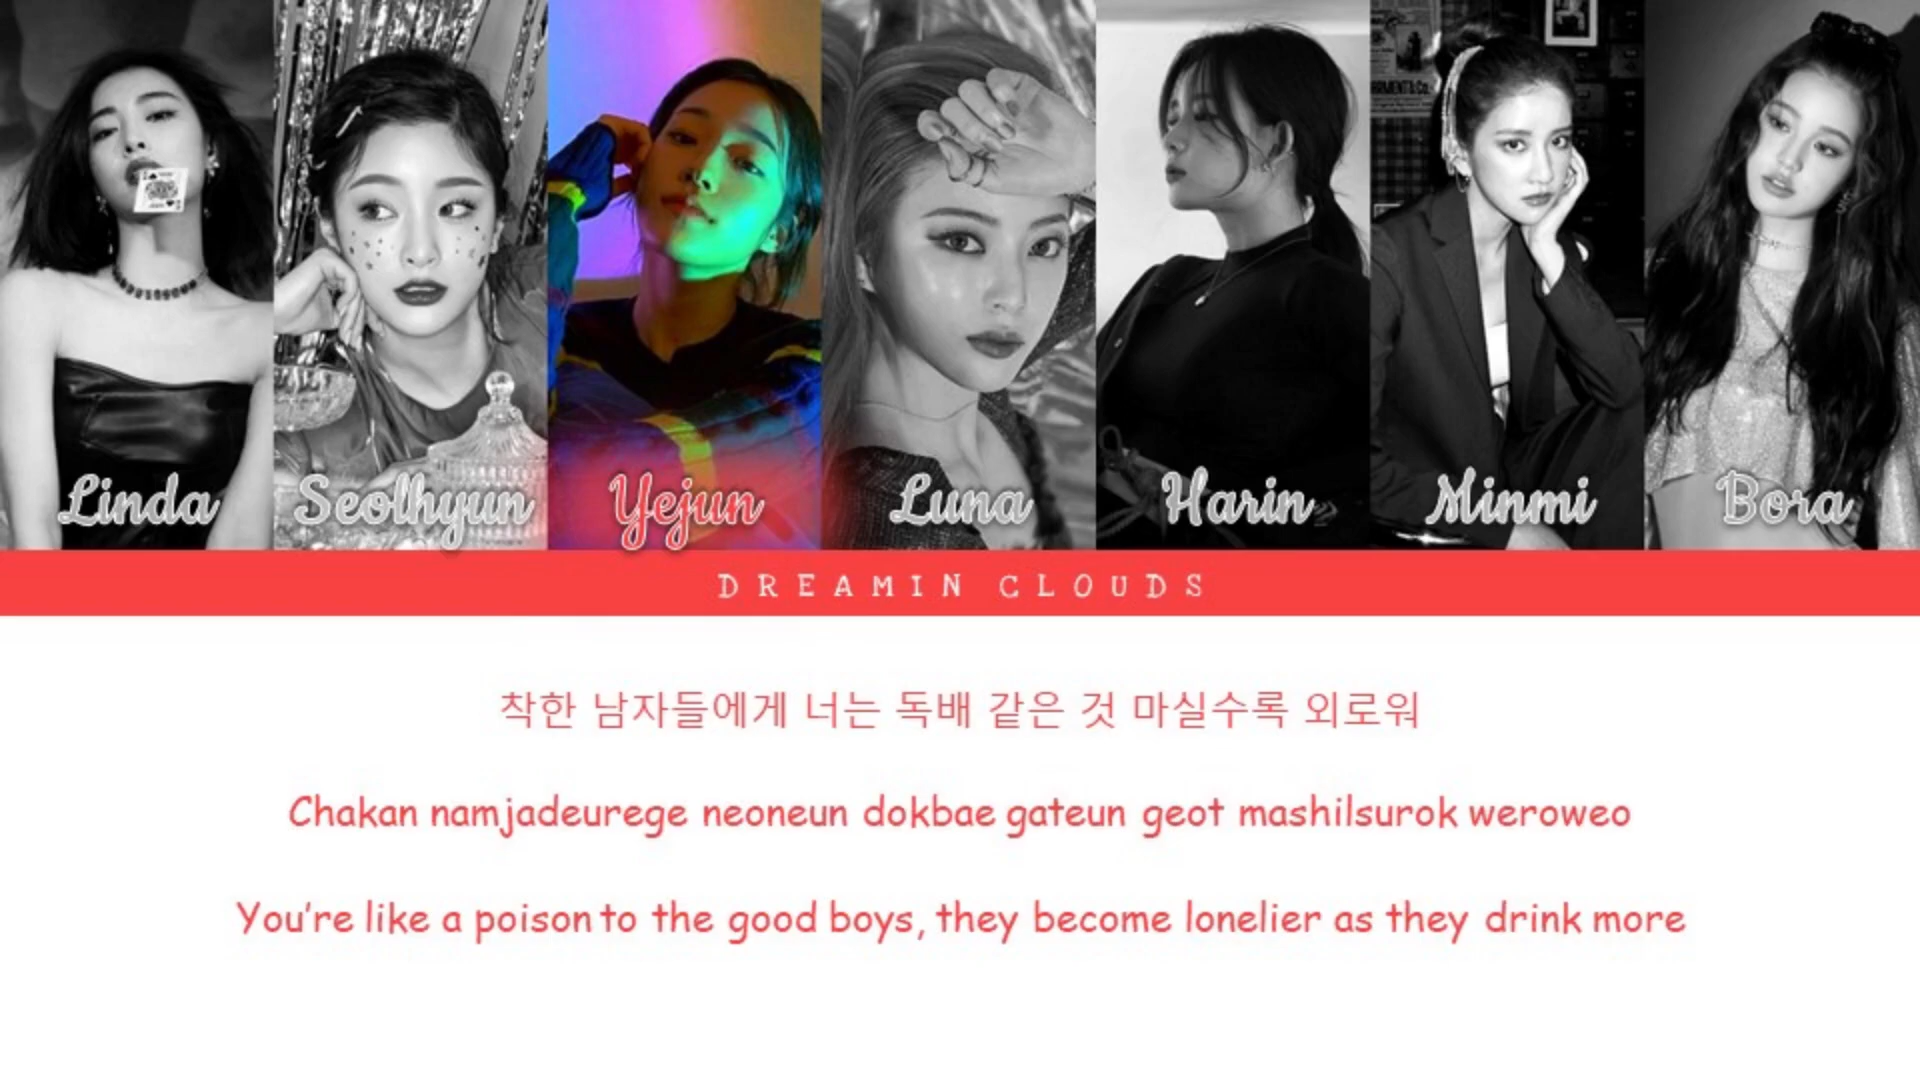 Linda Seolhyun Yejun Luna Harin Minmi Bora
DREAMIN CLOUDS
착한 남자들에게 너는 독배 같은 것 마실수록 외로워
Chakan namjadeurege neoneun dokbae gateun geot mashilsurok weroweo
You're like a poison to the good boys, they become lonelier as they drink more